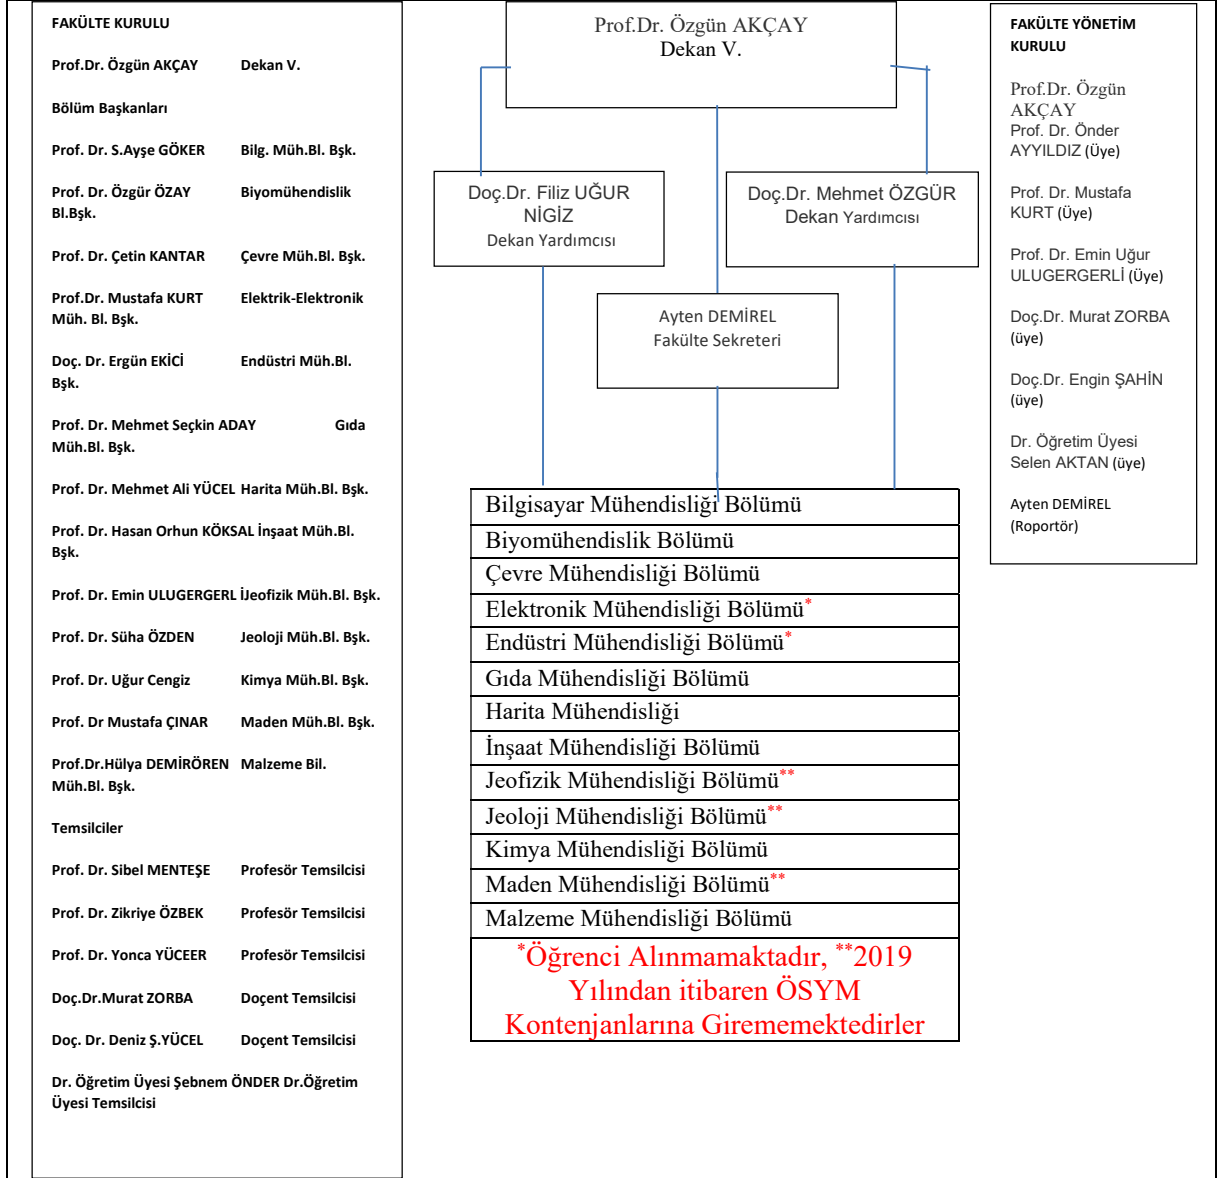 FAKÜLTE KURULU
Prof.Dr. Özgün AKÇAY Dekan V.
Bölüm Başkanları
Prof. Dr. S.Ayşe GÖKER Bilg. Müh.Bl. Bşk.
Prof. Dr. Özgür ÖZAY Biyomühendislik
Bl.Bşk.
Prof. Dr. Çetin KANTAR Çevre Müh.Bl. Bşk.
Prof.Dr. Mustafa KURT Elektrik-Elektronik
Müh. Bl. Bşk.
Doç. Dr. Ergün EKİCİ Endüstri Müh.Bl.
Bşk.
Prof. Dr. Mehmet Seçkin ADAY Gıda
Müh.Bl. Bşk.
Prof. Dr. Mehmet Ali YÜCEL Harita Müh.Bl. Bşk.
Prof. Dr. Hasan Orhun KÖKSAL İnşaat Müh.Bl.
Bşk.
Prof. Dr. Emin ULUGERGERL İJeofizik Müh.Bl. Bşk.
Prof. Dr. Süha ÖZDEN Jeoloji Müh.Bl. Bşk.
Prof. Dr. Uğur Cengiz Kimya Müh.Bl. Bşk.
Prof. Dr Mustafa ÇINAR Maden Müh.Bl. Bşk.
Prof.Dr.Hülya DEMİRÖREN Malzeme Bil.
Müh.Bl. Bşk.
Temsilciler
Prof. Dr. Sibel MENTEŞE Profesör Temsilcisi
Prof. Dr. Zikriye ÖZBEK Profesör Temsilcisi
Prof. Dr. Yonca YÜCEER Profesör Temsilcisi
Doç.Dr.Murat ZORBA Doçent Temsilcisi
Doç. Dr. Deniz Ş.YÜCEL Doçent Temsilcisi
Dr. Öğretim Üyesi Şebnem ÖNDER Dr.Öğretim
Üyesi Temsilcisi
Prof.Dr. Özgün AKÇAY
Dekan V.
Doç.Dr. Filiz UĞUR
NİGİZ
Dekan Yardımcısı
Doç.Dr. Mehmet ÖZGÜR
Dekan Yardımcısı
Ayten DEMİREL
Fakülte Sekreteri
Bilgisayar Mühendisliği Bölümü
Biyomühendislik Bölümü
Çevre Mühendisliği Bölümü
Elektronik Mühendisliği Bölümü*
Endüstri Mühendisliği Bölümü*
Gıda Mühendisliği Bölümü
Harita Mühendisliği
İnşaat Mühendisliği Bölümü
Jeofizik Mühendisliği Bölümü**
Jeoloji Mühendisliği Bölümü**
Kimya Mühendisliği Bölümü
Maden Mühendisliği Bölümü**
Malzeme Mühendisliği Bölümü
*Öğrenci Alınmamaktadır, **2019
Yılından itibaren ÖSYM
Kontenjanlarına Girememektedirler
FAKÜLTE YÖNETİM
KURULU
Prof.Dr. Özgün
AKÇAY
Prof. Dr. Önder
AYYILDIZ (Üye)
Prof. Dr. Mustafa
KURT (Üye)
Prof. Dr. Emin Uğur
ULUGERGERLİ (Üye)
Doç.Dr. Murat ZORBA
(üye)
Doç.Dr. Engin ŞAHİN
(üye)
Dr. Öğretim Üyesi
Selen AKTAN (üye)
Ayten DEMİREL
(Roportör)